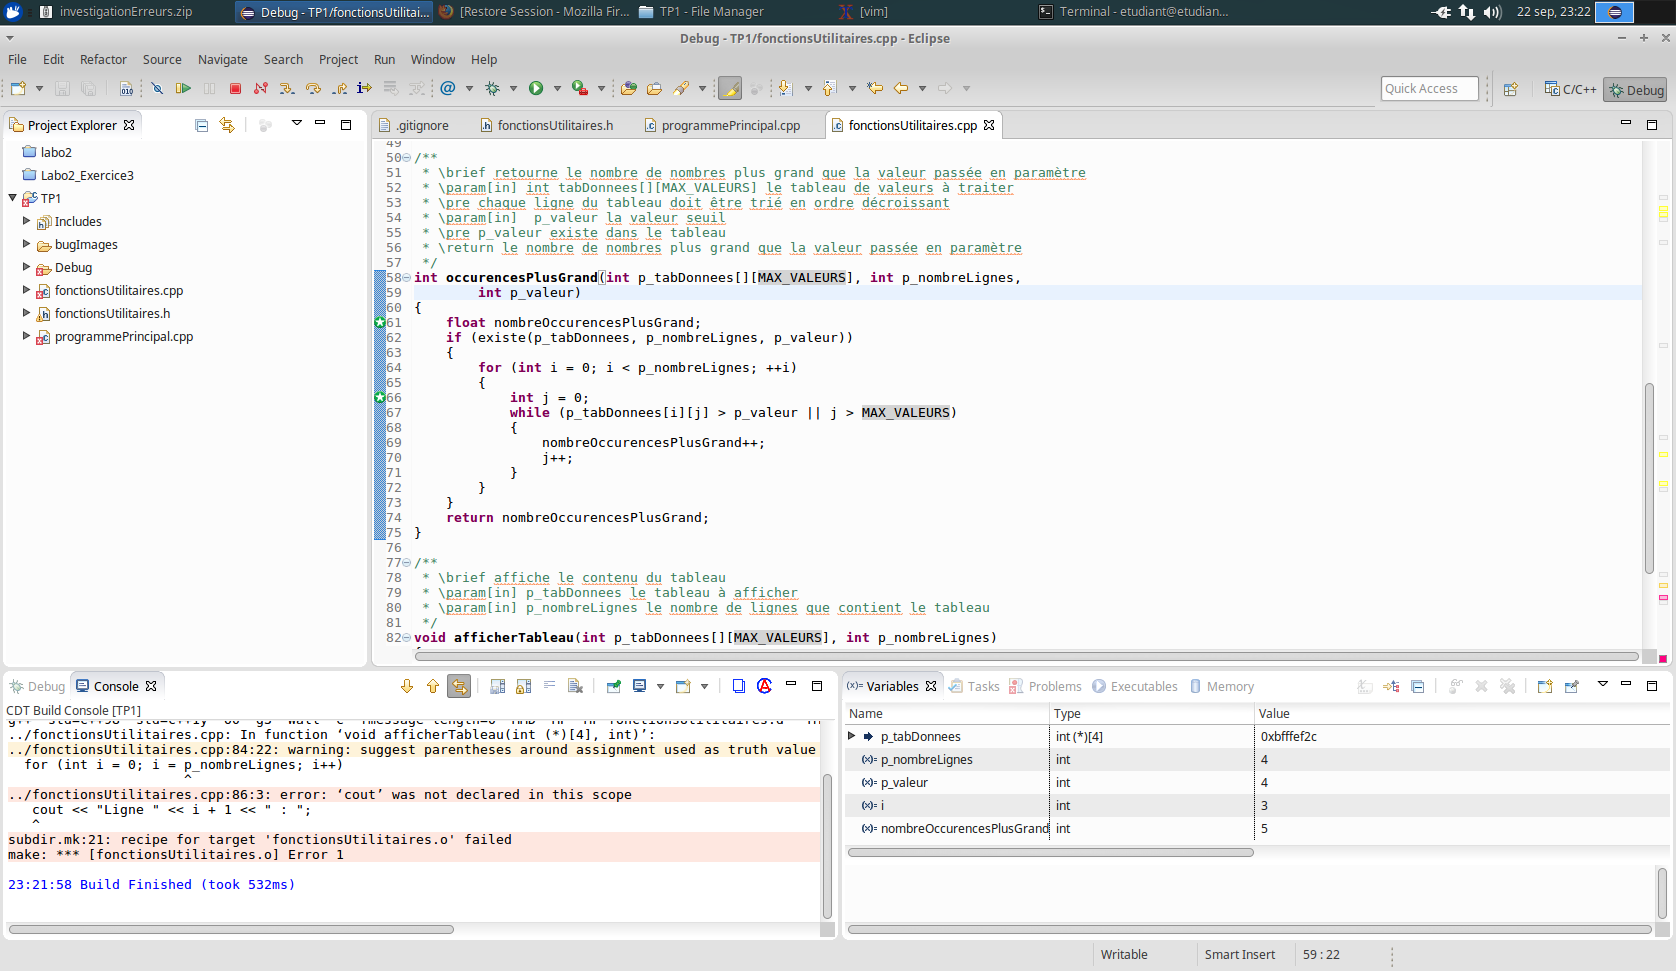 investigationErreurs.zip
Debug - TP1/fonctionsUtilitai...
[Restore Session - Mozilla Fir...
TP1 - File Manager
[vim]
Terminal - etudiant@etudian...
22 sep, 23:22
Debug - TP1/fonctionsUtilitaires.cpp - Eclipse
File Edit Refactor Source Navigate Search Project Run Window Help
Quick Access
C/C++
Debug
Project Explorer
labo2
Labo2_Exercice3
TP1
Includes
bugImages
Debug
fonctionsUtilitaires.cpp
fonctionsUtilitaires.h
programmePrincipal.cpp
.gitignore
fonctionsUtilitaires.h
programmePrincipal.cpp
fonctionsUtilitaires.cpp
49
50 /**
51 * \brief retourne le nombre de nombres plus grand que la valeur passée en paramètre
52 * \param[in] int tabDonnees[][MAX_VALEURS] le tableau de valeurs à traiter
53 * \pre chaque ligne du tableau doit être trié en ordre décroissant
54 * \param[in]  p_valeur la valeur seuil
55 * \pre p_valeur existe dans le tableau
56 * \return le nombre de nombres plus grand que la valeur passée en paramètre
57 */
58 int occurencesPlusGrand(int p_tabDonnees[][MAX_VALEURS], int p_nombreLignes,
59 int p_valeur)
60 {
61 float nombreOccurencesPlusGrand;
62 if (existe(p_tabDonnees, p_nombreLignes, p_valeur))
63 {
64 for (int i = 0; i < p_nombreLignes; ++i)
65 {
66 int j = 0;
67 while (p_tabDonnees[i][j] > p_valeur || j > MAX_VALEURS)
68 {
69 nombreOccurencesPlusGrand++;
70 j++;
71 }
72 }
73 }
74 return nombreOccurencesPlusGrand;
75 }
76
77 /**
78 * \brief affiche le contenu du tableau
79 * \param[in] p_tabDonnees le tableau à afficher
80 * \param[in] p_nombreLignes le nombre de lignes que contient le tableau
81 */
82 void afficherTableau(int p_tabDonnees[][MAX_VALEURS], int p_nombreLignes)
Debug
Console
CDT Build Console [TP1]
../fonctionsUtilitaires.cpp: In function ‘void afficherTableau(int (*)[4], int)’:
../fonctionsUtilitaires.cpp:84:22: warning: suggest parentheses around assignment used as truth value
for (int i = 0; i = p_nombreLignes; i++)
^
../fonctionsUtilitaires.cpp:86:3: error: ‘cout’ was not declared in this scope
cout << "Ligne " << i + 1 << " : ";
^
subdir.mk:21: recipe for target 'fonctionsUtilitaires.o' failed
make: *** [fonctionsUtilitaires.o] Error 1
23:21:58 Build Finished (took 532ms)
(x)= Variables
Tasks
Problems
Executables
Memory
Name Type Value
p_tabDonnees int (*)[4] 0xbfffef2c
(x)= p_nombreLignes int 4
(x)= p_valeur int 4
(x)= i int 3
(x)= nombreOccurencesPlusGrand int 5
Writable
Smart Insert
59 : 22